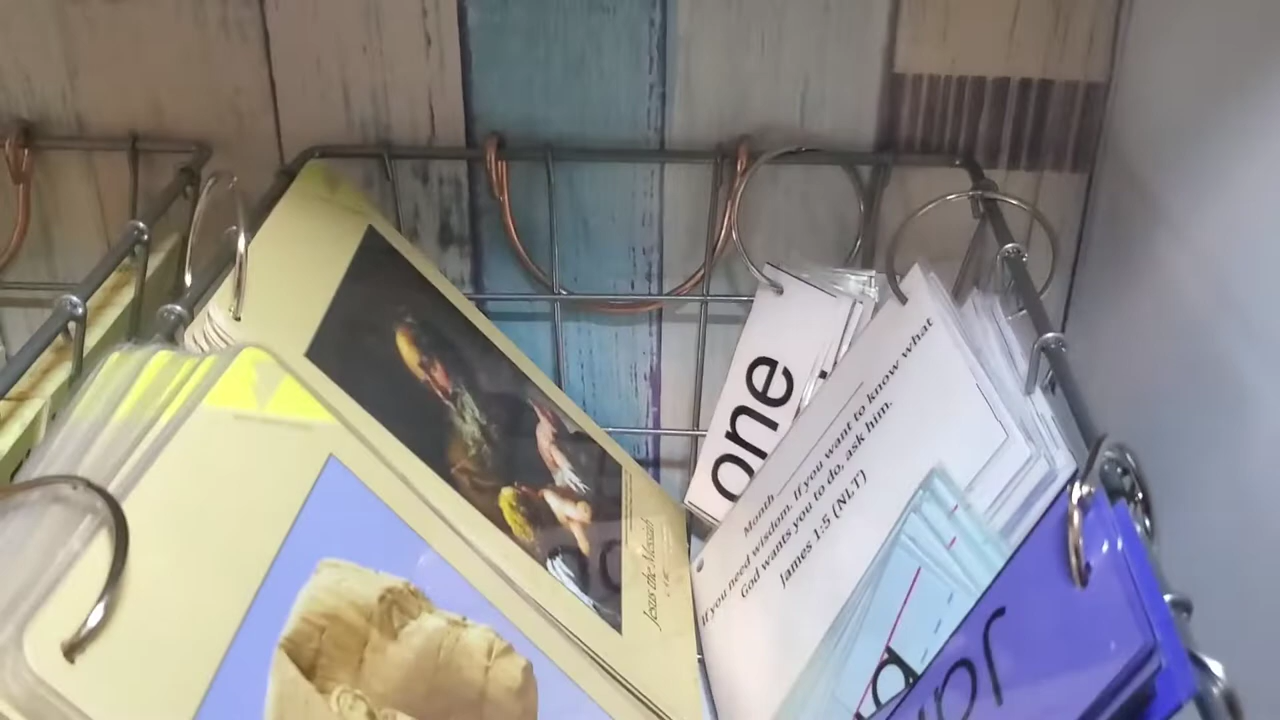 Jesus the Messiah
one
Month
If you need wisdom. If you want to know what
God wants you to do, ask him.
James 1:5 (NLT)
d